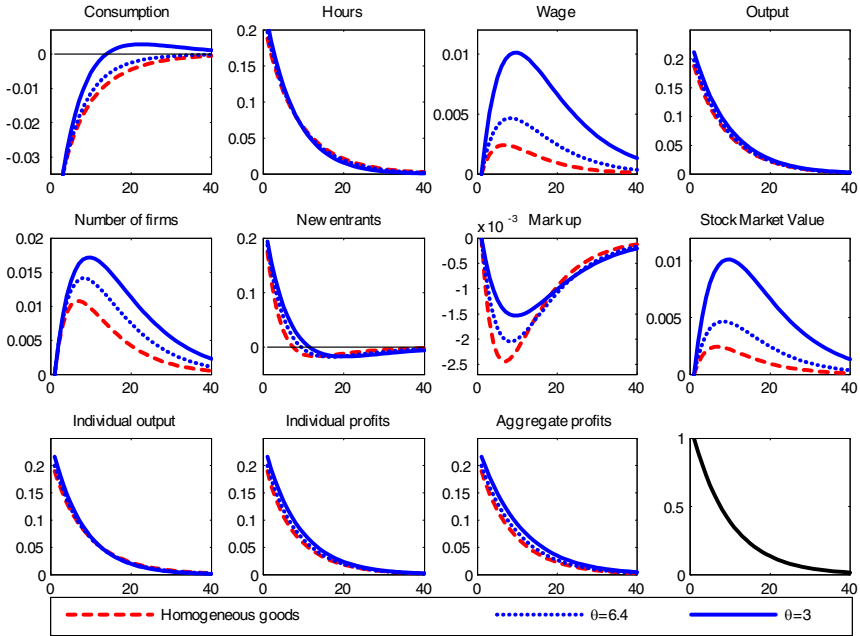 Consumption Hours Wage Output
0 -0.01 -0.02 -0.03 20 40
0.2 0.15 0.1 0.05 0 0 20 40
0.01 0.005 0 0 20 40
0.2 0.15 0.1 0.05 0 0 20 40
Number of firms New entrants Mark up Stock Market Value
0.02 0.015 0.01 0.005 0 0 20 40
0.2 0.15 0.1 0.05 0 0 20 40
x 10⁻³ 0 -0.5 -1 -1.5 -2 -2.5 0 20 40
0.01 0.005 0 0 20 40
Individual output Individual profits Aggregate profits
0.2 0.15 0.1 0.05 0 0 20 40
0.2 0.15 0.1 0.05 0 0 20 40
0.2 0.15 0.1 0.05 0 0 20 40
1 0.5 0 0 20 40
Homogeneous goods θ=6.4 θ=3